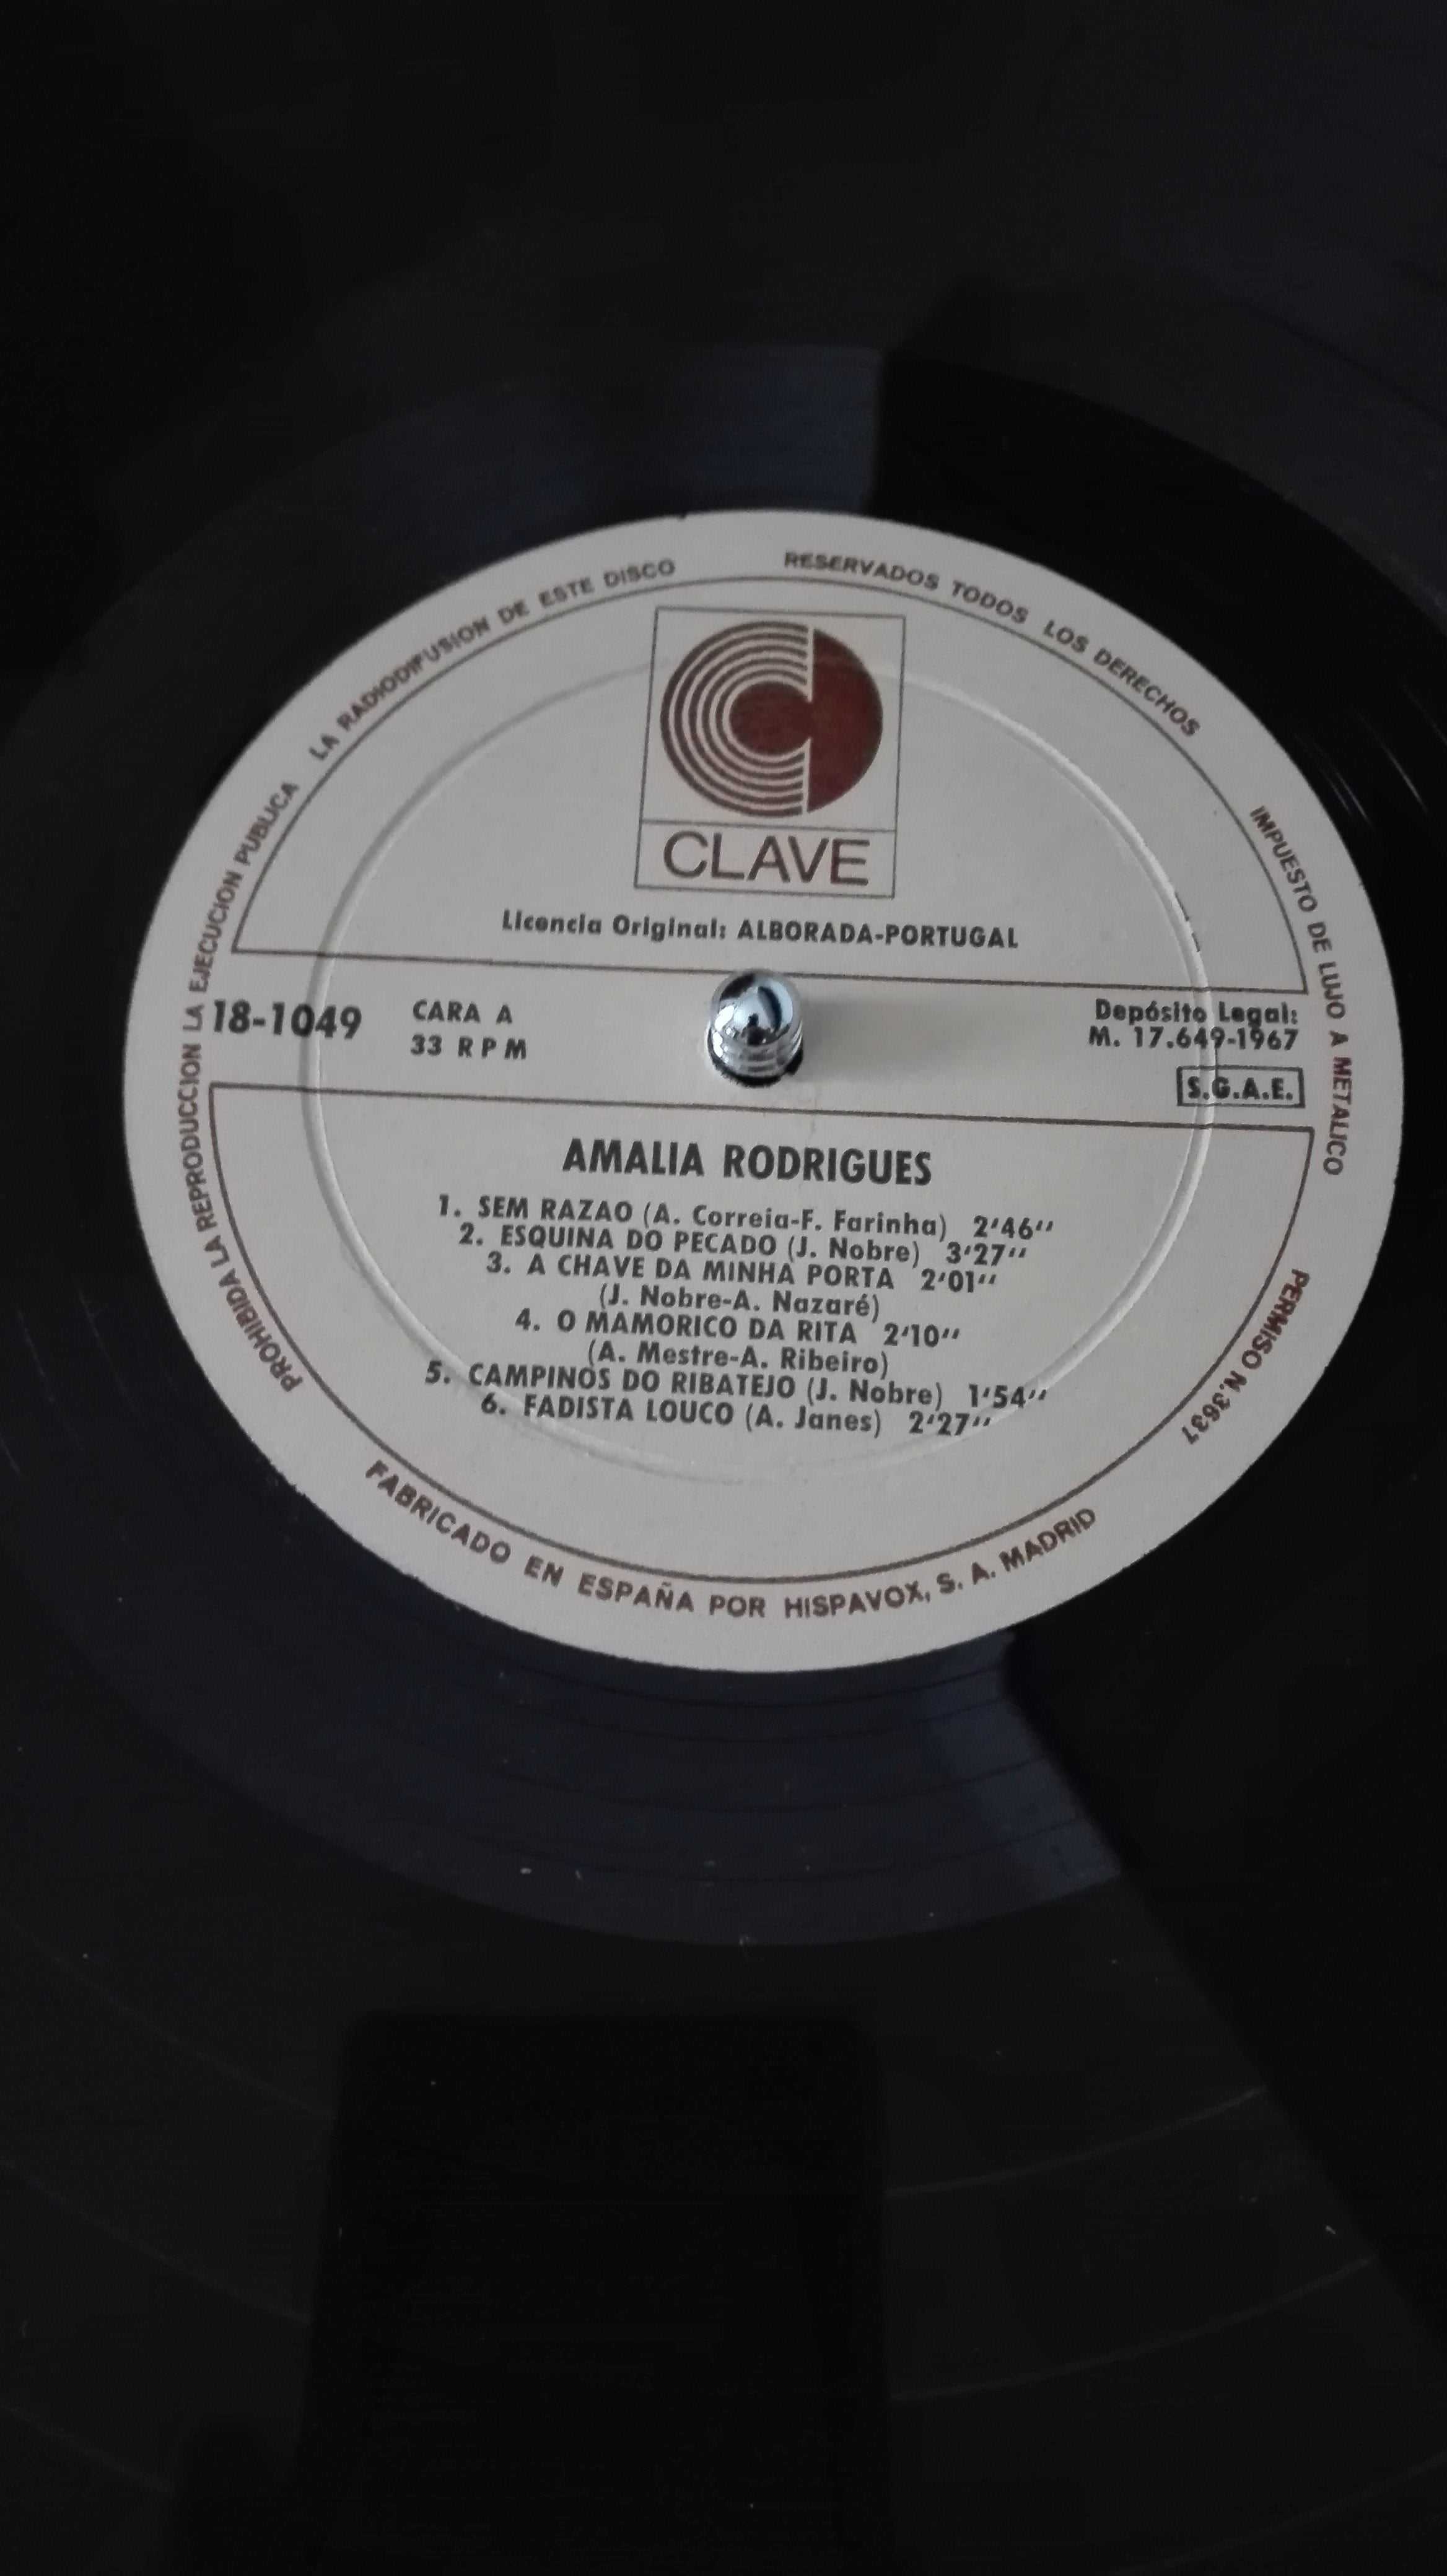 PROHIBIDA LA REPRODUCCION LA EJECUCION PUBLICA LA RADIODIFUSION DE ESTE DISCO
RESERVADOS TODOS LOS DERECHOS
IMPUESTO DE LUJO A METALICO
PERMISO N.3637
CLAVE
Licencia Original: ALBORADA-PORTUGAL
18-1049
CARA A
33 RPM
Depósito Legal:
M. 17.649-1967
S.G.A.E.
AMALIA RODRIGUES
1. SEM RAZAO (A. Correia-F. Farinha) 2'46''
2. ESQUINA DO PECADO (J. Nobre) 3'27''
3. A CHAVE DA MINHA PORTA 2'01''
(J. Nobre-A. Nazaré)
4. O MAMORICO DA RITA 2'10''
(A. Mestre-A. Ribeiro)
5. CAMPINOS DO RIBATEJO (J. Nobre) 1'54''
6. FADISTA LOUCO (A. Janes) 2'27''
FABRICADO EN ESPAÑA POR HISPAVOX, S. A. MADRID